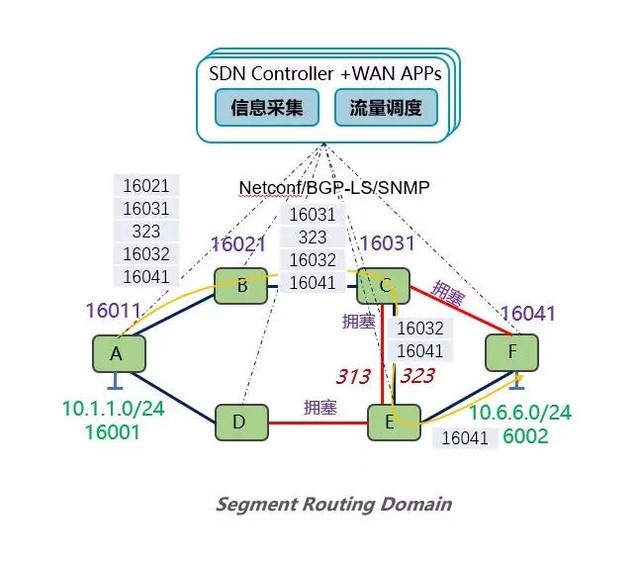 SDN Controller +WAN APPs
信息采集
流量调度
Netconf/BGP-LS/SNMP
16021
16031
323
16032
16041
16031
323
16032
16041
16021
16031
16011
16041
B
C
A
F
D
E
拥塞
拥塞
拥塞
16032
16041
313
323
10.1.1.0/24
16001
10.6.6.0/24
6002
16041
Segment Routing Domain